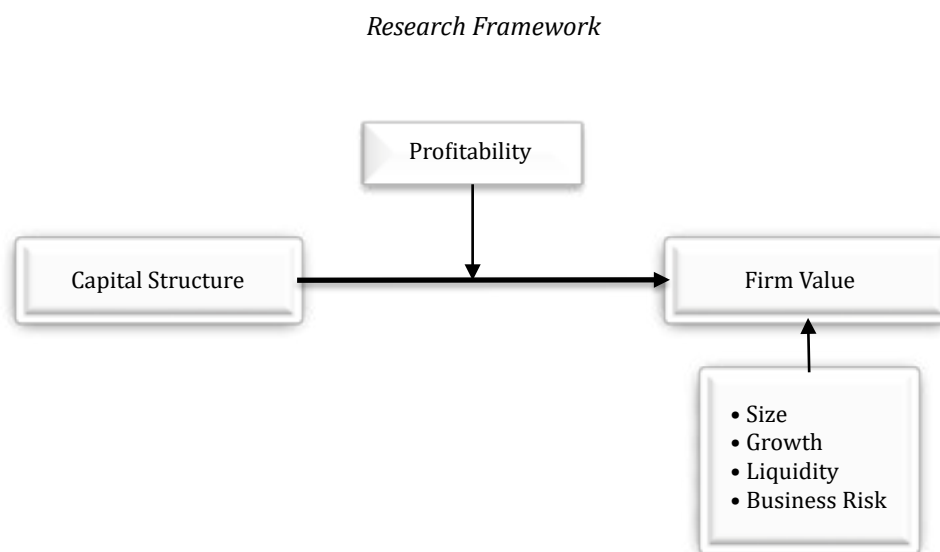 Research Framework
Profitability
Capital Structure
Firm Value
• Size
• Growth
• Liquidity
• Business Risk